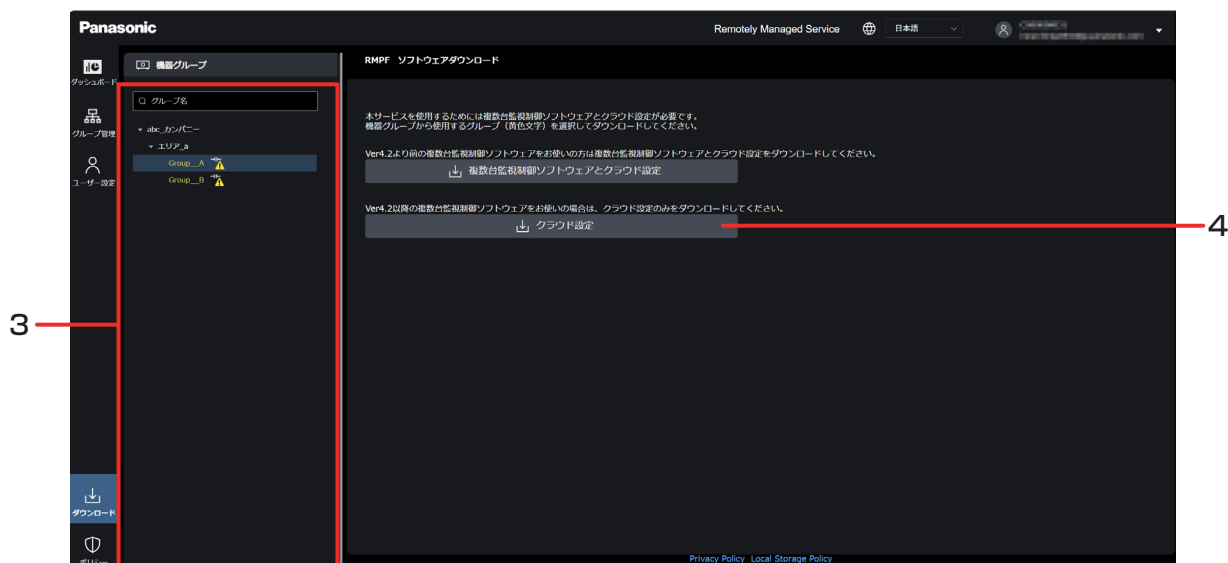 Panasonic
Remotely Managed Service
日本語
ダッシュボード
グループ管理
ユーザー設定
ダウンロード
ポリシー
機器グループ
グループ名
abc_カンパニー
エリア_a
Group__A
Group__B
RMPF ソフトウェアダウンロード
本サービスを使用するためには複数台監視制御ソフトウェアとクラウド設定が必要です。
機器グループから使用するグループ（黄色文字）を選択してダウンロードしてください。
Ver4.2より前の複数台監視制御ソフトウェアをお使いの方は複数台監視制御ソフトウェアとクラウド設定をダウンロードしてください。
複数台監視制御ソフトウェアとクラウド設定
Ver4.2以降の複数台監視制御ソフトウェアをお使いの場合は、クラウド設定のみをダウンロードしてください。
クラウド設定
Privacy Policy Local Storage Policy
3
4